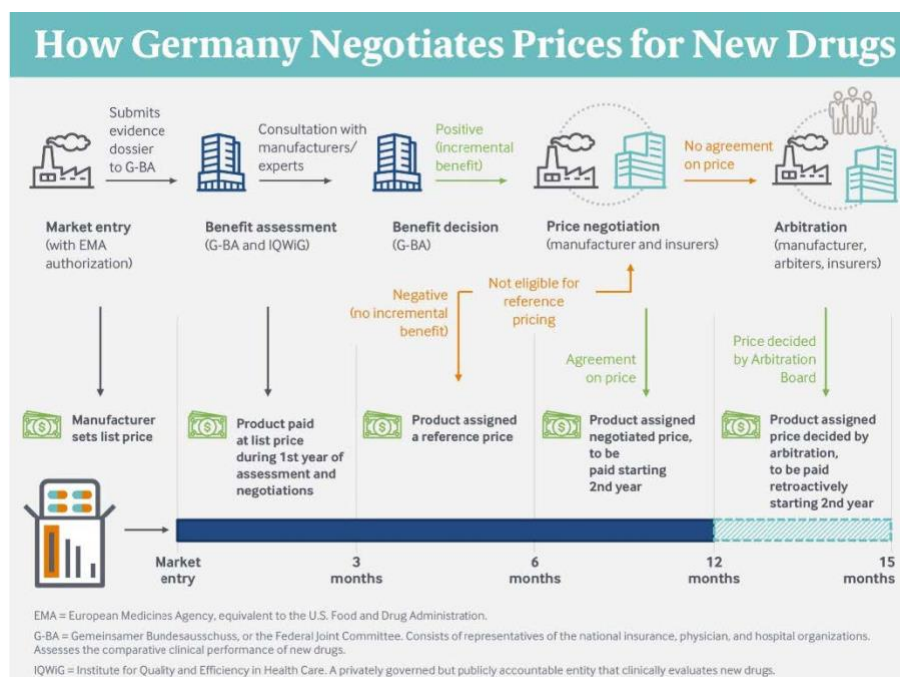 How Germany Negotiates Prices for New Drugs
Submits
evidence
dossier
to G-BA
Consultation with
manufacturers/
experts
Positive
(incremental
benefit)
No agreement
on price
Market entry
(with EMA
authorization)
Benefit assessment
(G-BA and IQWiG)
Benefit decision
(G-BA)
Price negotiation
(manufacturer and insurers)
Arbitration
(manufacturer,
arbiters, insurers)
Negative
(no incremental
benefit)
Not eligible for
reference
pricing
Agreement
on price
Price decided
by Arbitration
Board
Manufacturer
sets list price
Product paid
at list price
during 1st year of
assessment and
negotiations
Product assigned
a reference price
Product assigned
negotiated price,
to be
paid starting
2nd year
Product assigned
price decided by
arbitration,
to be paid
retroactively
starting 2nd year
Market
entry
3
months
6
months
12
months
15
months
EMA = European Medicines Agency, equivalent to the U.S. Food and Drug Administration.
G-BA = Gemeinsamer Bundesausschuss, or the Federal Joint Committee. Consists of representatives of the national insurance, physician, and hospital organizations.
Assesses the comparative clinical performance of new drugs.
IQWiG = Institute for Quality and Efficiency in Health Care. A privately governed but publicly accountable entity that clinically evaluates new drugs.